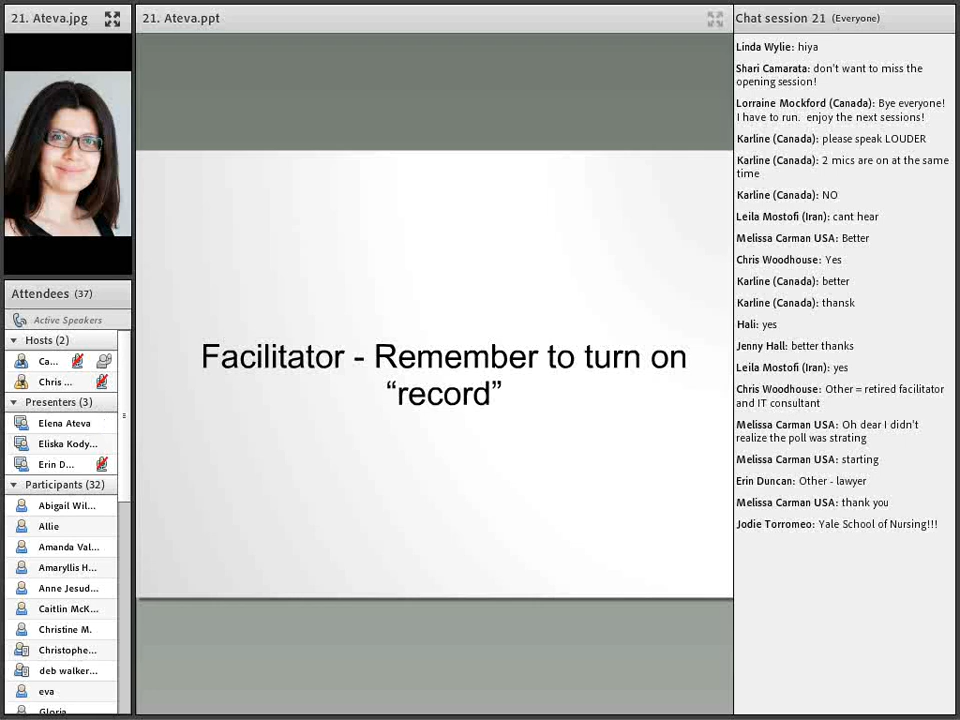 21. Ateva.jpg
Attendees (37)
Active Speakers
Hosts (2)
Ca...
Chris ...
Presenters (3)
Elena Ateva
Eliska Kody...
Erin D...
Participants (32)
Abigail Wil...
Allie
Amanda Val...
Amaryllis H...
Anne Jesud...
Caitlin McK...
Christine M.
Christophe...
deb walker...
eva
Gloria
21. Ateva.ppt
Facilitator - Remember to turn on
“record”
Chat session 21 (Everyone)
Linda Wylie: hiya
Shari Camarata: don't want to miss the
opening session!
Lorraine Mockford (Canada): Bye everyone!
I have to run. enjoy the next sessions!
Karline (Canada): please speak LOUDER
Karline (Canada): 2 mics are on at the same
time
Karline (Canada): NO
Leila Mostofi (Iran): cant hear
Melissa Carman USA: Better
Chris Woodhouse: Yes
Karline (Canada): better
Karline (Canada): thansk
Hali: yes
Jenny Hall: better thanks
Leila Mostofi (Iran): yes
Chris Woodhouse: Other = retired facilitator
and IT consultant
Melissa Carman USA: Oh dear I didn't
realize the poll was strating
Melissa Carman USA: starting
Erin Duncan: Other - lawyer
Melissa Carman USA: thank you
Jodie Torromeo: Yale School of Nursing!!!